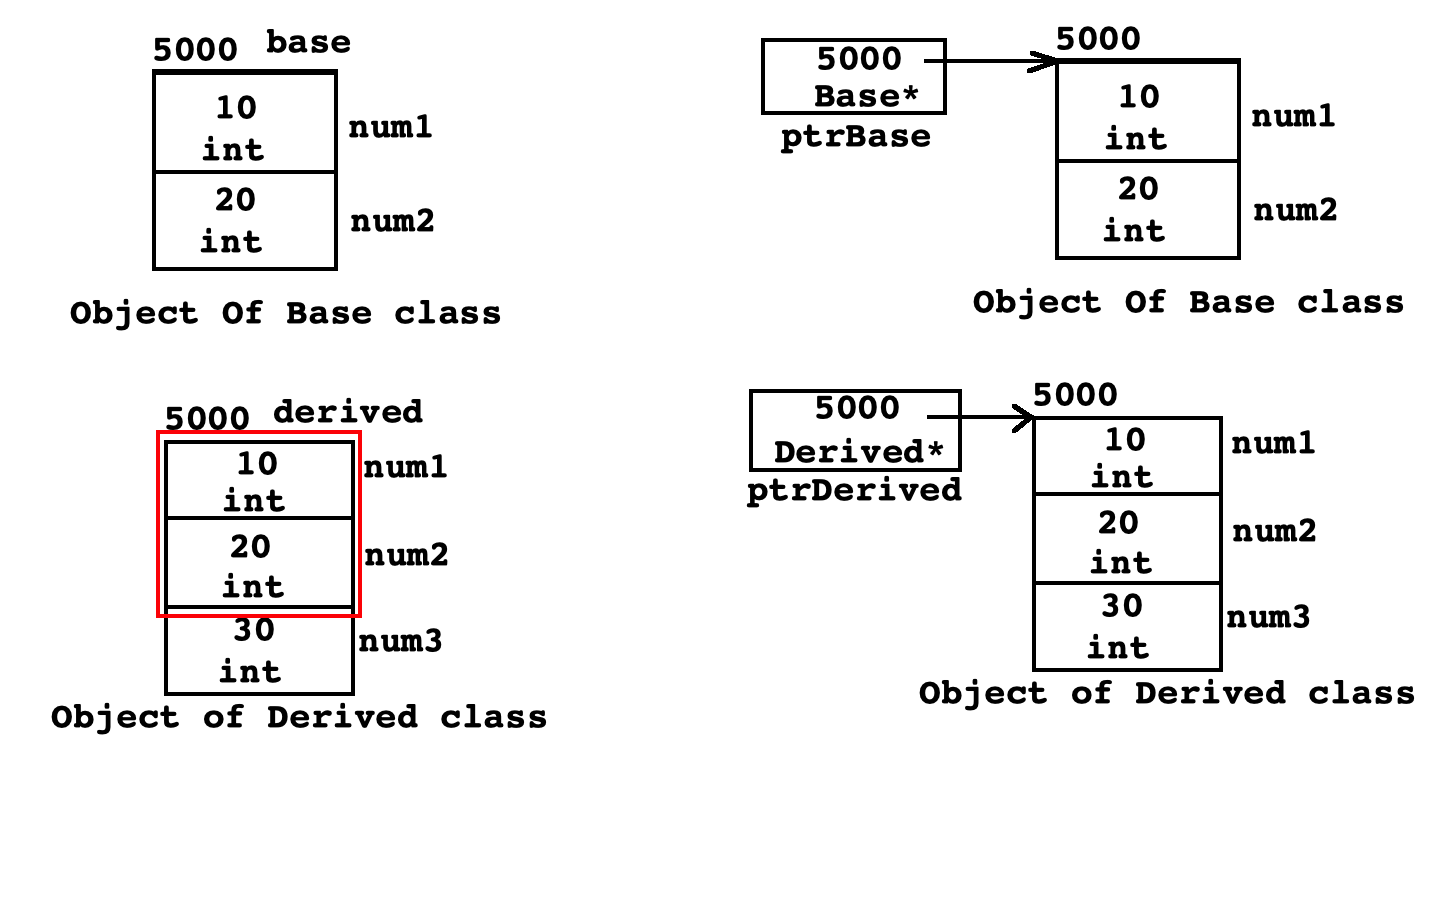 5000 base
10
int
num1
20
int
num2
Object Of Base class
5000
Base*
ptrBase
5000
10
int
num1
20
int
num2
Object Of Base class
5000 derived
10
int
num1
20
int
num2
30
int
num3
Object of Derived class
5000
Derived*
ptrDerived
5000
10
int
num1
20
int
num2
30
int
num3
Object of Derived class